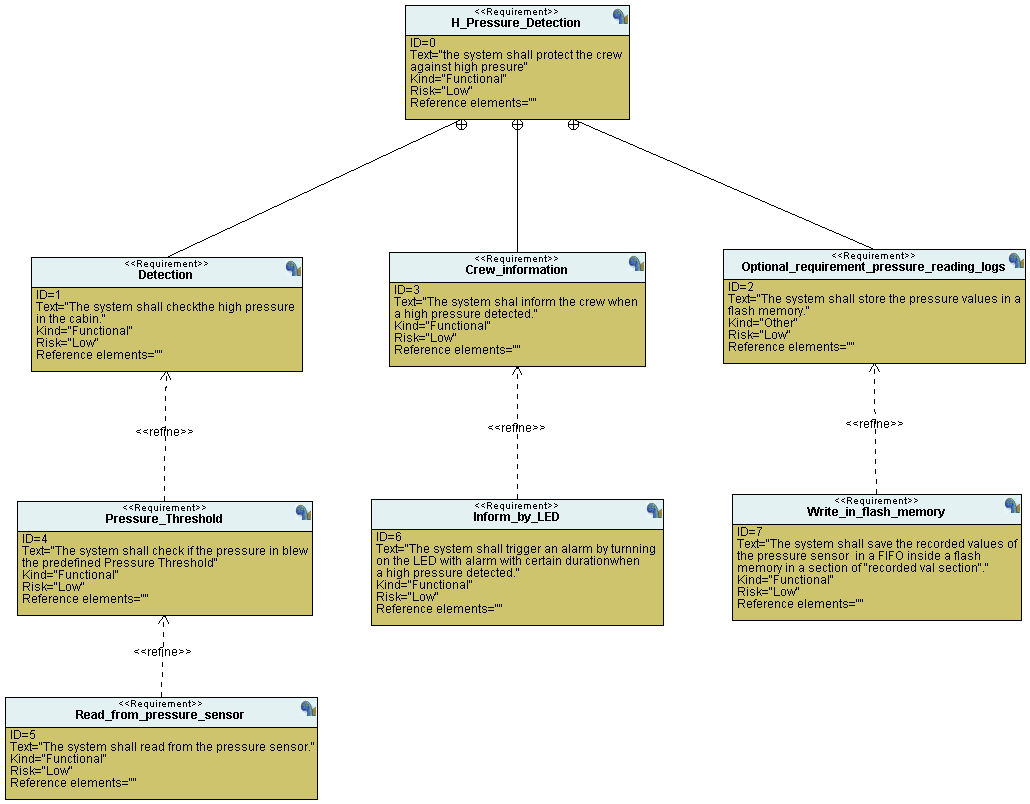 <<Requirement>>
H_Pressure_Detection
ID=0
Text="the system shall protect the crew
against high presure"
Kind="Functional"
Risk="Low"
Reference elements=""
<<Requirement>>
Detection
ID=1
Text="The system shall checkthe high pressure
in the cabin.
Kind="Functional"
Risk="Low"
Reference elements=""
<<Requirement>>
Crew_information
ID=3
Text="The system shal inform the crew when
a high pressure detected."
Kind="Functional"
Risk="Low"
Reference elements=""
<<Requirement>>
Optional_requirement_pressure_reading_logs
ID=2
Text="The system shall store the pressure values in a
flash memory."
Kind="Other"
Risk="Low"
Reference elements=""
<<refine>>
<<refine>>
<<refine>>
<<Requirement>>
Pressure_Threshold
ID=4
Text="The system shall check if the pressure in blew
the predefined Pressure Threshold"
Kind="Functional"
Risk="Low"
Reference elements=""
<<Requirement>>
Inform_by_LED
ID=6
Text="The system shall trigger an alarm by turnning
on the LED with alarm with certain durationwhen
a high pressure detected."
Kind="Functional"
Risk="Low"
Reference elements=""
<<Requirement>>
Write_in_flash_memory
ID=7
Text="The system shall save the recorded values of
the pressure sensor  in a FIFO inside a flash
memory in a section of "recorded val section"."
Kind="Functional"
Risk="Low"
Reference elements=""
<<refine>>
<<Requirement>>
Read_from_pressure_sensor
ID=5
Text="The system shall read from the pressure sensor."
Kind="Functional"
Risk="Low"
Reference elements=""